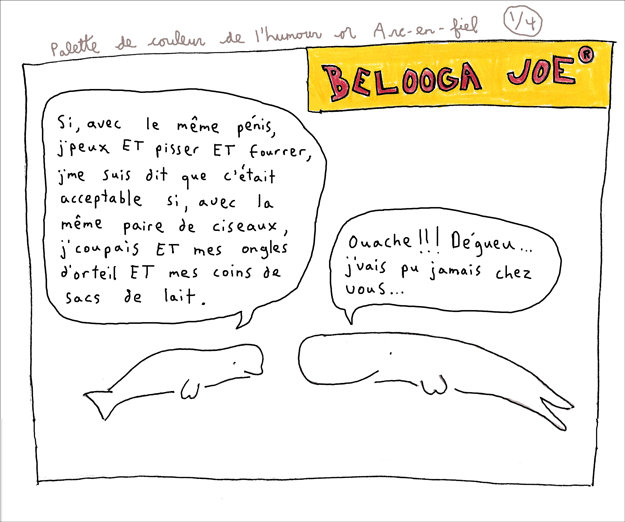 Palette de couleur de l'humour or Arc-en-fiel 1/4
BELOOGA JOE ®
Si, avec le même pénis,
j'peux ET pisser ET fourrer,
j'me suis dit que c'était
acceptable si, avec la
même paire de ciseaux,
j'coupais ET mes ongles
d'orteil ET mes coins de
sacs de lait.
Ouache!!! Dégueu...
j'vais pu jamais chez
vous...